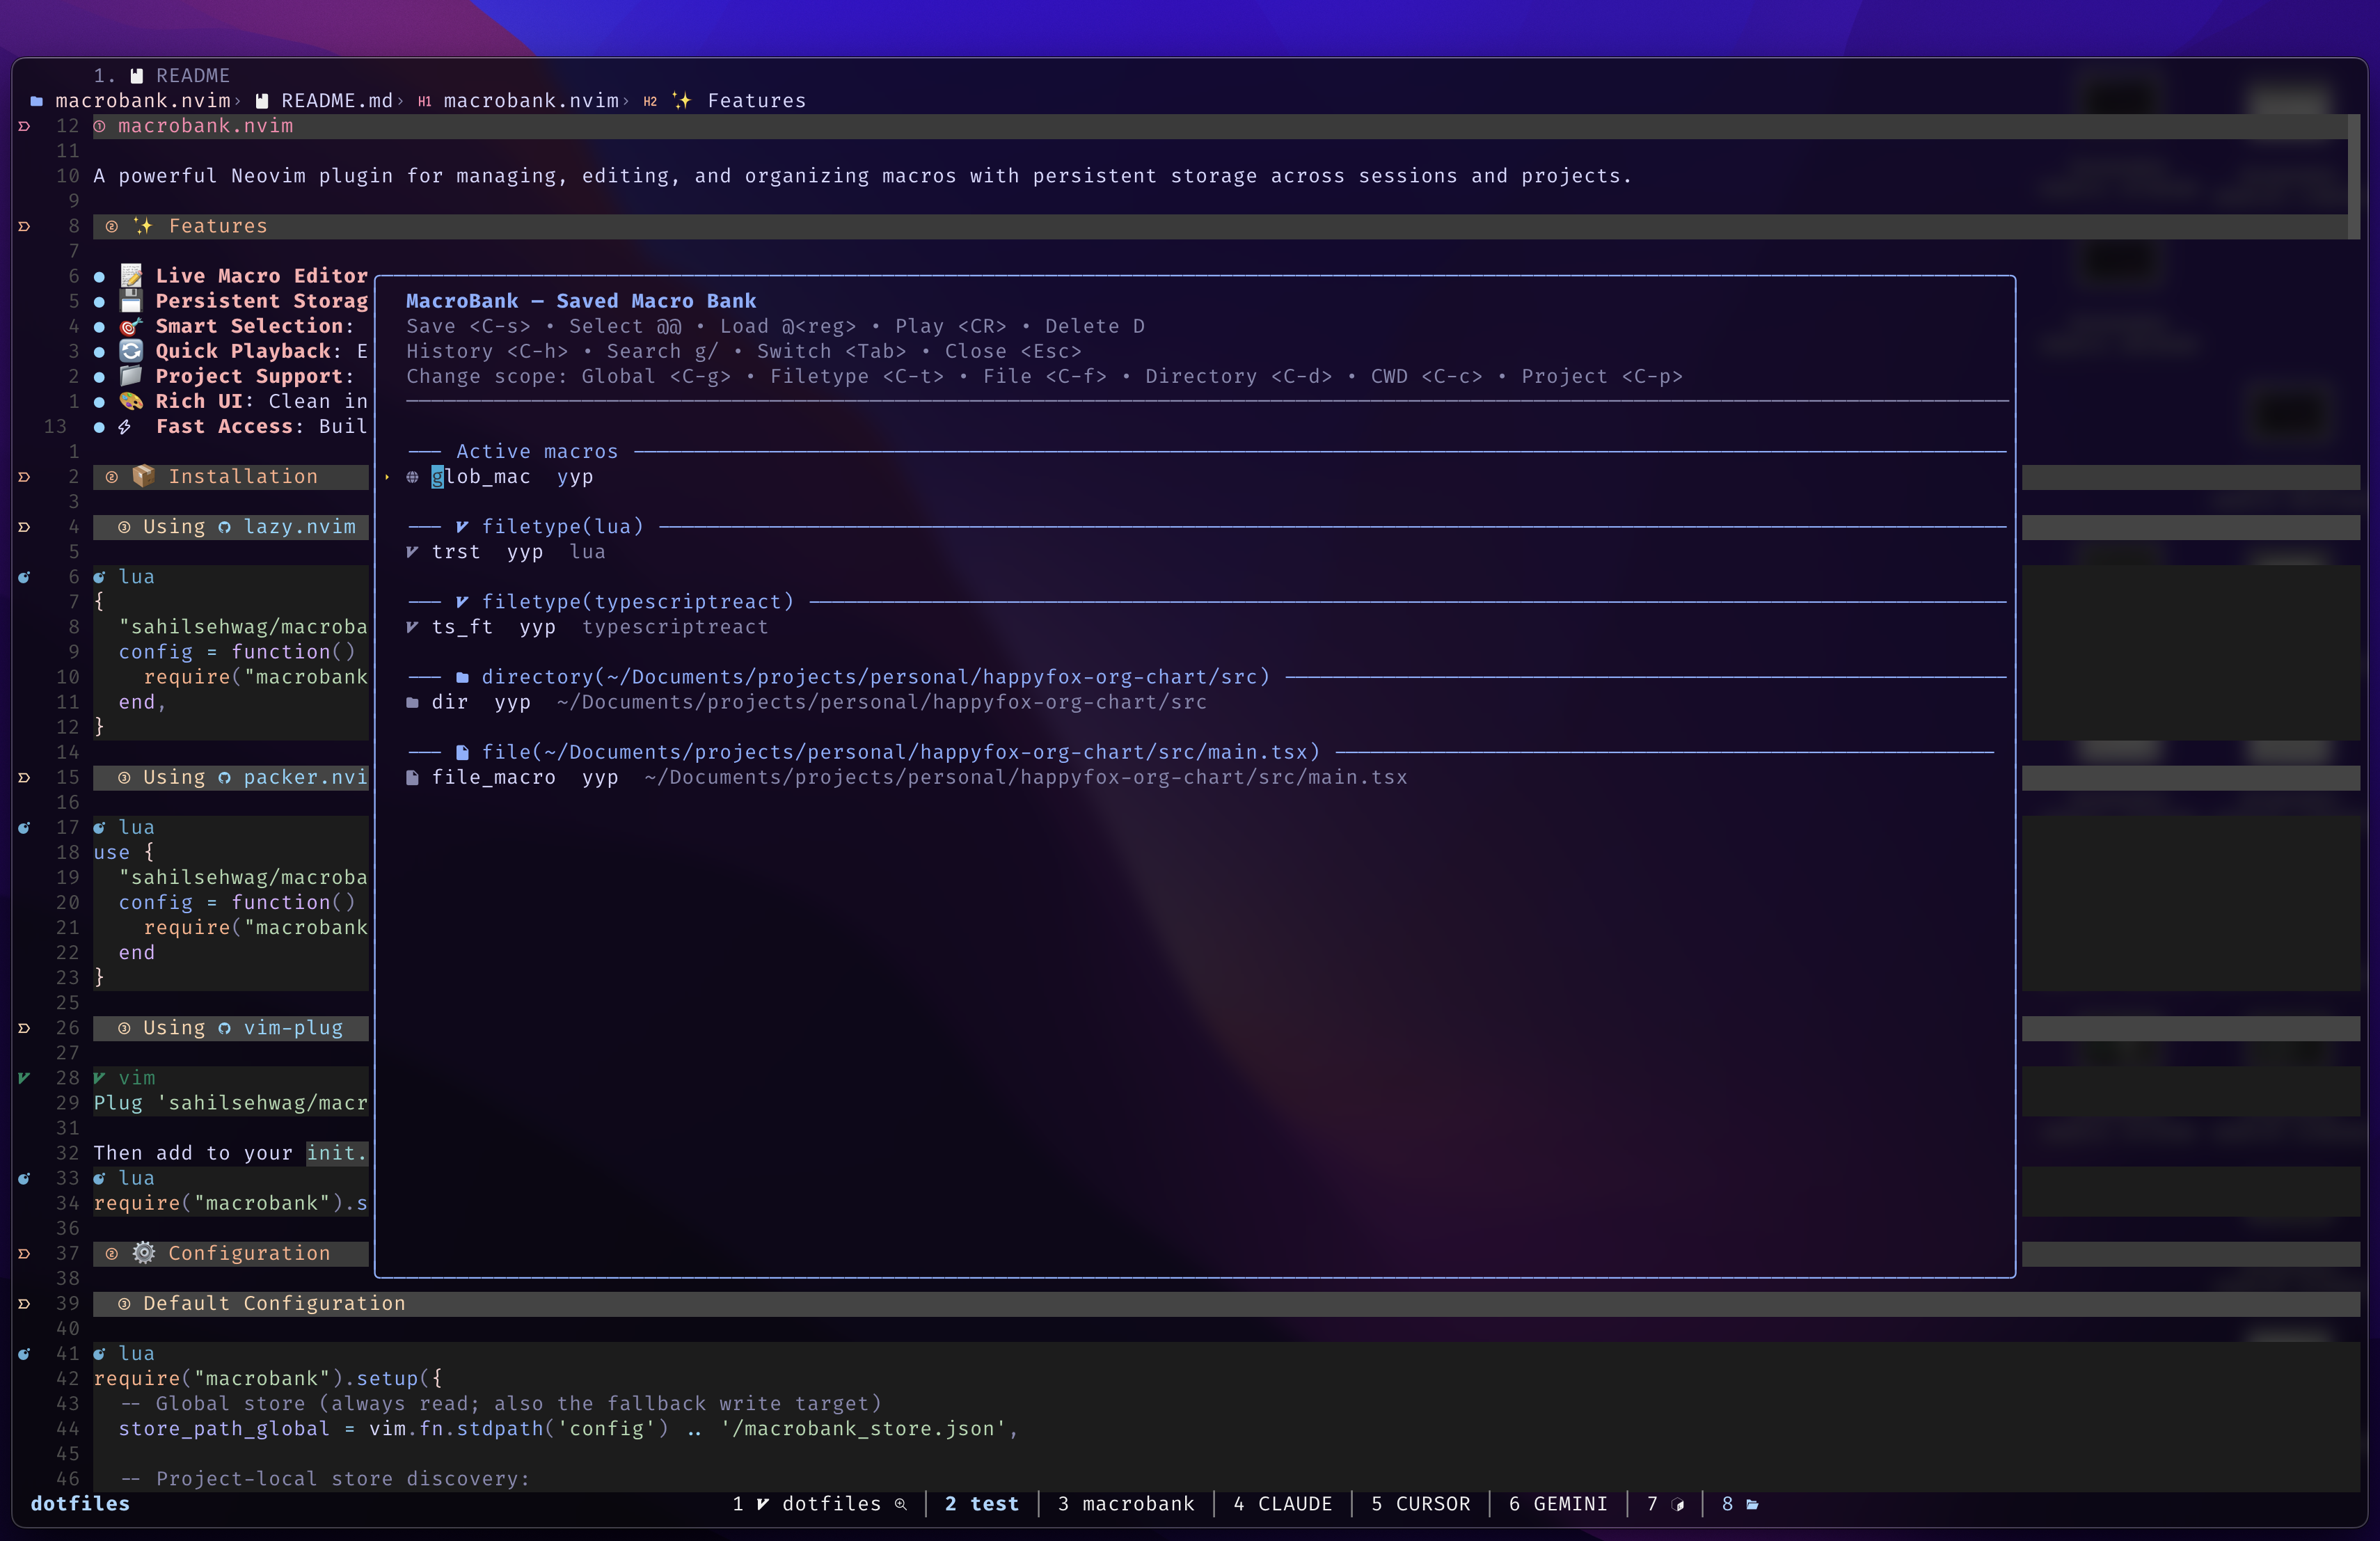 1. README
macrobank.nvim › README.md › H1 macrobank.nvim › H2 ✨ Features
12 ① macrobank.nvim
11
10 A powerful Neovim plugin for managing, editing, and organizing macros with persistent storage across sessions and projects.
9
8 ② ✨ Features
7
6 ● 📝 Live Macro Editor
5 ● 💾 Persistent Storag
4 ● 🎯 Smart Selection:
3 ● 🔄 Quick Playback: E
2 ● 📁 Project Support:
1 ● 🎨 Rich UI: Clean in
13 ● ⚡ Fast Access: Buil
1
2 ② 📦 Installation
3
4 ③ Using lazy.nvim
5
6 lua
7 {
8 "sahilsehwag/macroba
9 config = function()
10 require("macrobank
11 end,
12 }
14
15 ③ Using packer.nvi
16
17 lua
18 use {
19 "sahilsehwag/macroba
20 config = function()
21 require("macrobank
22 end
23 }
25
26 ③ Using vim-plug
27
28 vim
29 Plug 'sahilsehwag/macr
31
32 Then add to your init.
33 lua
34 require("macrobank").s
36
37 ② ⚙️ Configuration
38
39 ③ Default Configuration
40
41 lua
42 require("macrobank").setup({
43 -- Global store (always read; also the fallback write target)
44 store_path_global = vim.fn.stdpath('config') .. '/macrobank_store.json',
45
46 -- Project-local store discovery:
MacroBank — Saved Macro Bank
Save <C-s> • Select @@ • Load @<reg> • Play <CR> • Delete D
History <C-h> • Search g/ • Switch <Tab> • Close <Esc>
Change scope: Global <C-g> • Filetype <C-t> • File <C-f> • Directory <C-d> • CWD <C-c> • Project <C-p>
Active macros
glob_mac yyp
filetype(lua)
trst yyp lua
filetype(typescriptreact)
ts_ft yyp typescriptreact
directory(~/Documents/projects/personal/happyfox-org-chart/src)
dir yyp ~/Documents/projects/personal/happyfox-org-chart/src
file(~/Documents/projects/personal/happyfox-org-chart/src/main.tsx)
file_macro yyp ~/Documents/projects/personal/happyfox-org-chart/src/main.tsx
dotfiles 1 dotfiles │ 2 test │ 3 macrobank │ 4 CLAUDE │ 5 CURSOR │ 6 GEMINI │ 7 │ 8